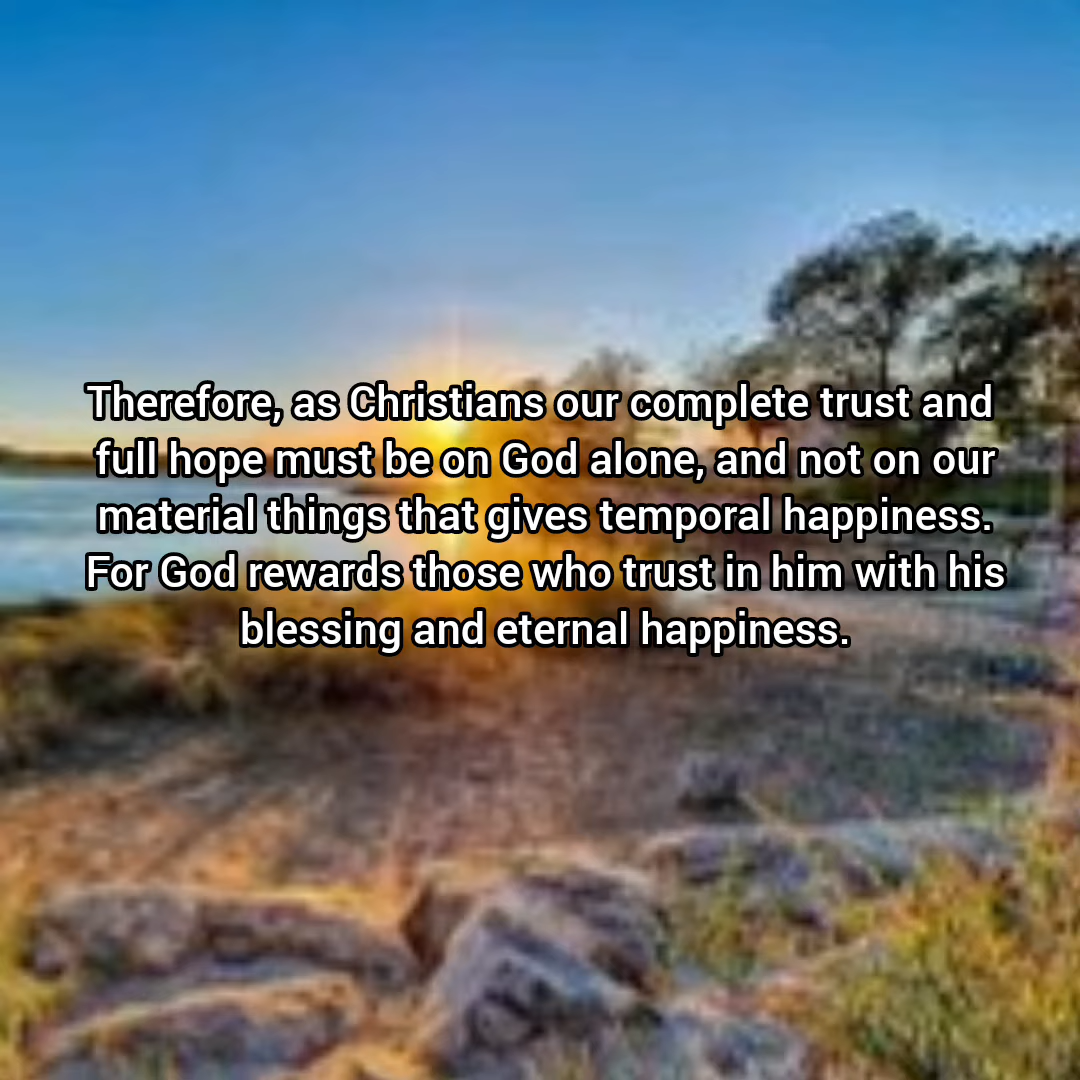 Therefore, as Christians our complete trust and
full hope must be on God alone, and not on our
material things that gives temporal happiness.
For God rewards those who trust in him with his
blessing and eternal happiness.